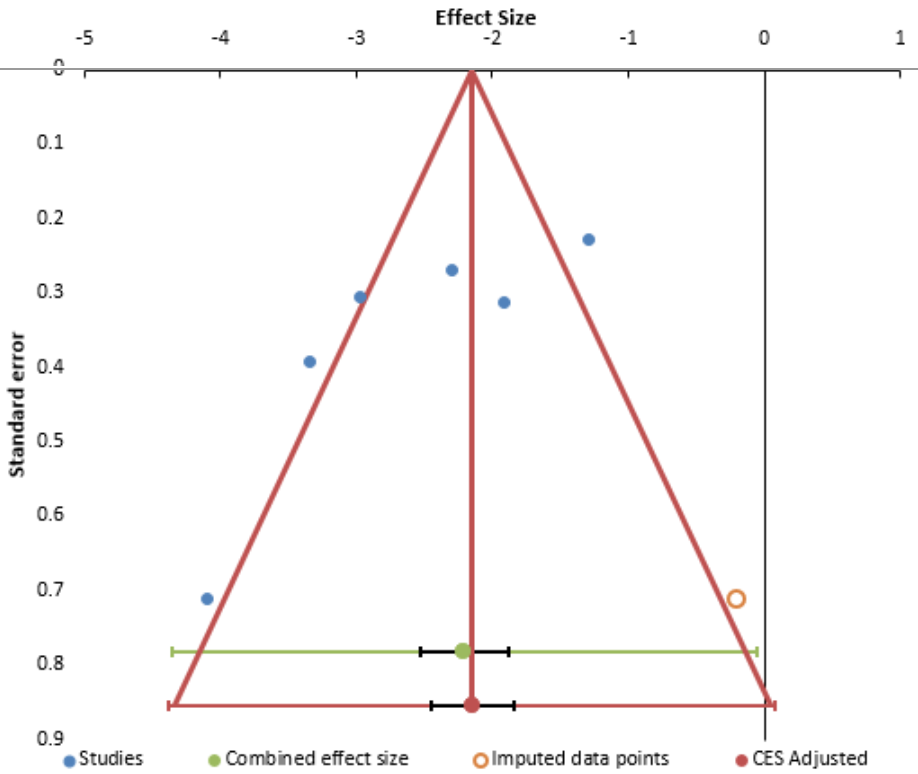 Effect Size
-5 -4 -3 -2 -1 0 1
0
0.1
0.2
0.3
0.4
0.5
0.6
0.7
0.8
0.9
Standard error
Studies Combined effect size Imputed data points CES Adjusted